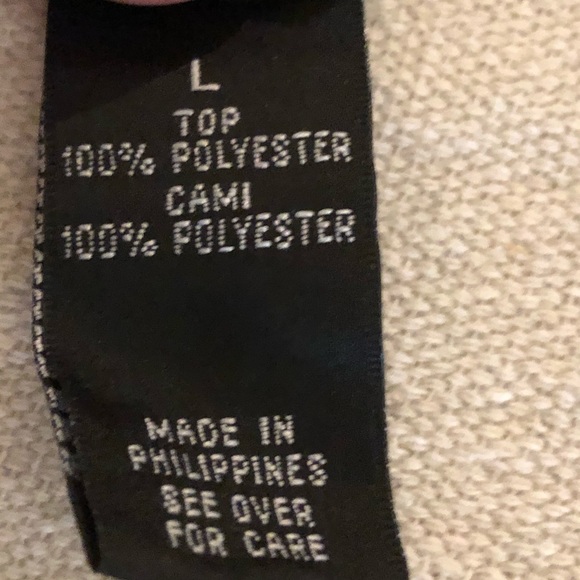 L
TOP
100% POLYESTER
CAMI
100% POLYESTER
MADE IN
PHILIPPINES
SEE OVER
FOR CARE